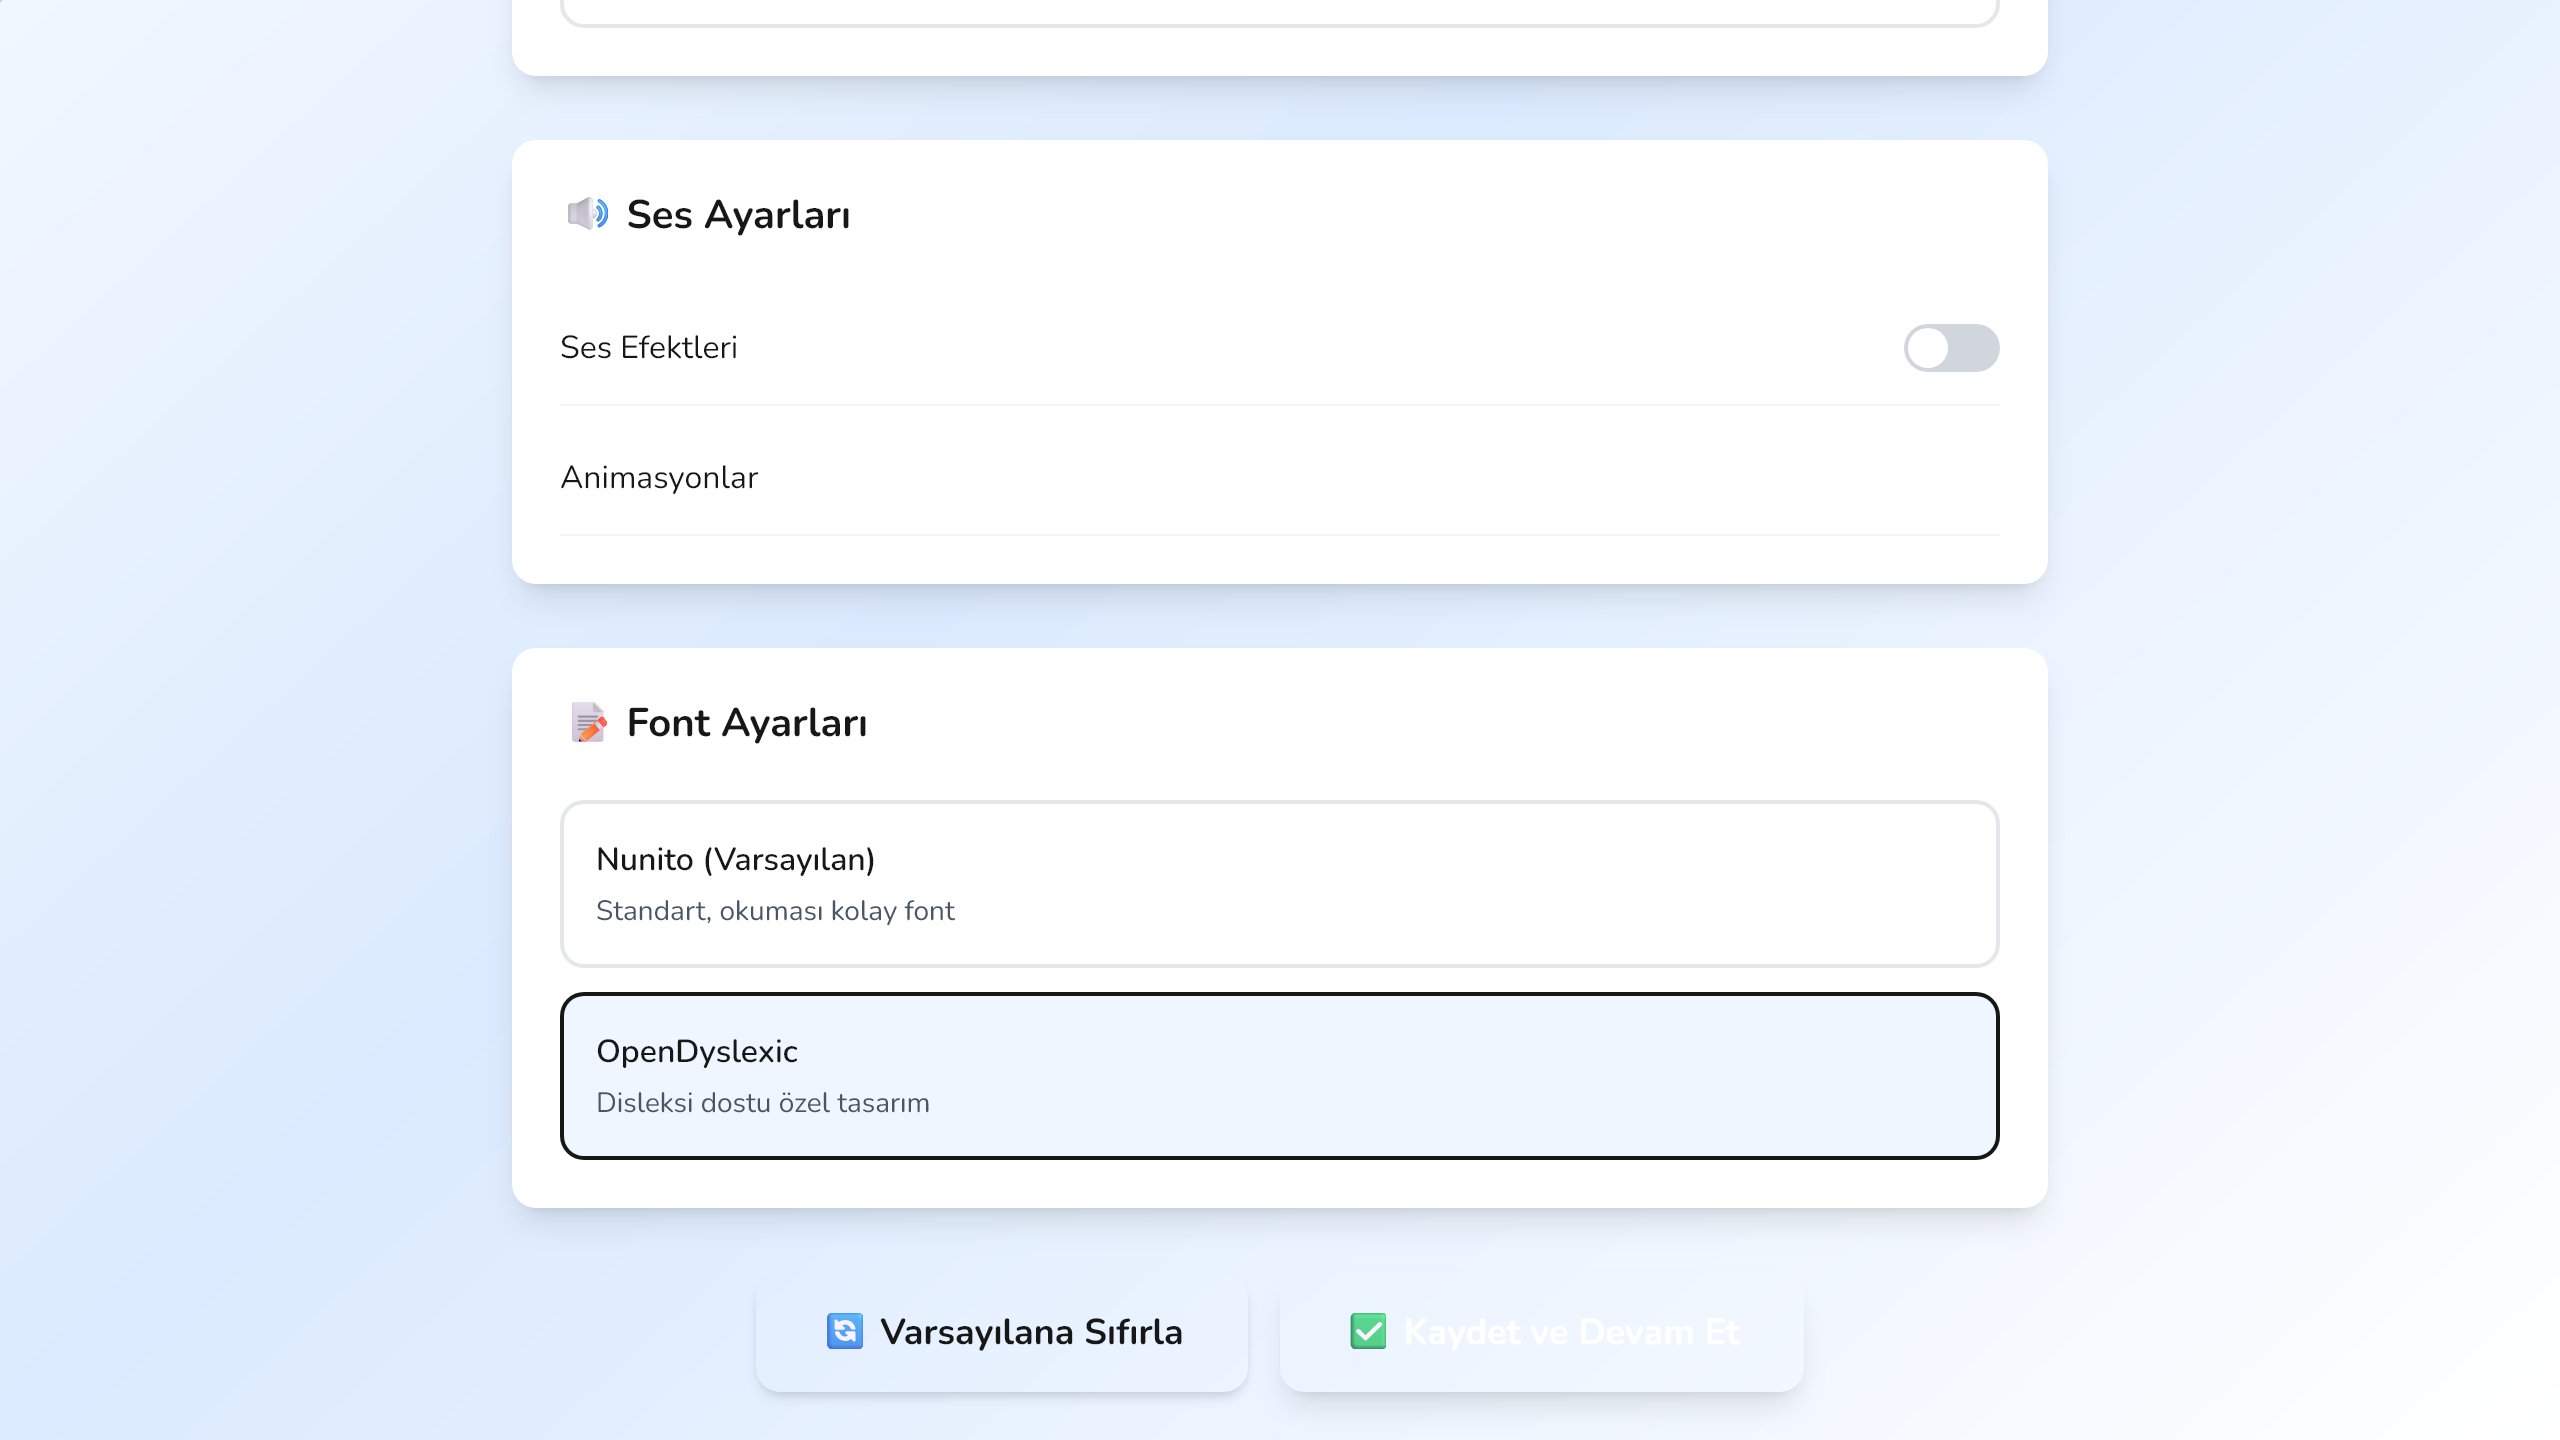 Ses Ayarları
Ses Efektleri
Animasyonlar
Font Ayarları
Nunito (Varsayılan)
Standart, okuması kolay font
OpenDyslexic
Disleksi dostu özel tasarım
Varsayılana Sıfırla
Kaydet ve Devam Et